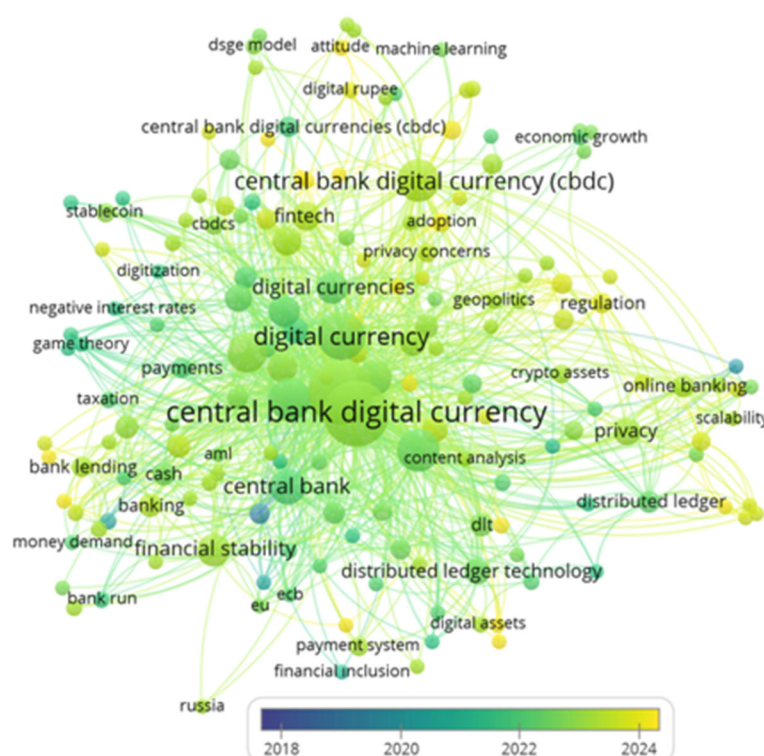 dsge model
attitude
machine learning
digital rupee
central bank digital currencies (cbdc)
economic growth
central bank digital currency (cbdc)
stablecoin
cbdcs
fintech
adoption
privacy concerns
digitization
digital currencies
geopolitics
regulation
negative interest rates
digital currency
game theory
payments
crypto assets
online banking
taxation
central bank digital currency
scalability
privacy
aml
content analysis
bank lending
cash
central bank
distributed ledger
banking
dlt
money demand
financial stability
distributed ledger technology
bank run
eu
ecb
digital assets
payment system
financial inclusion
russia
2018
2020
2022
2024